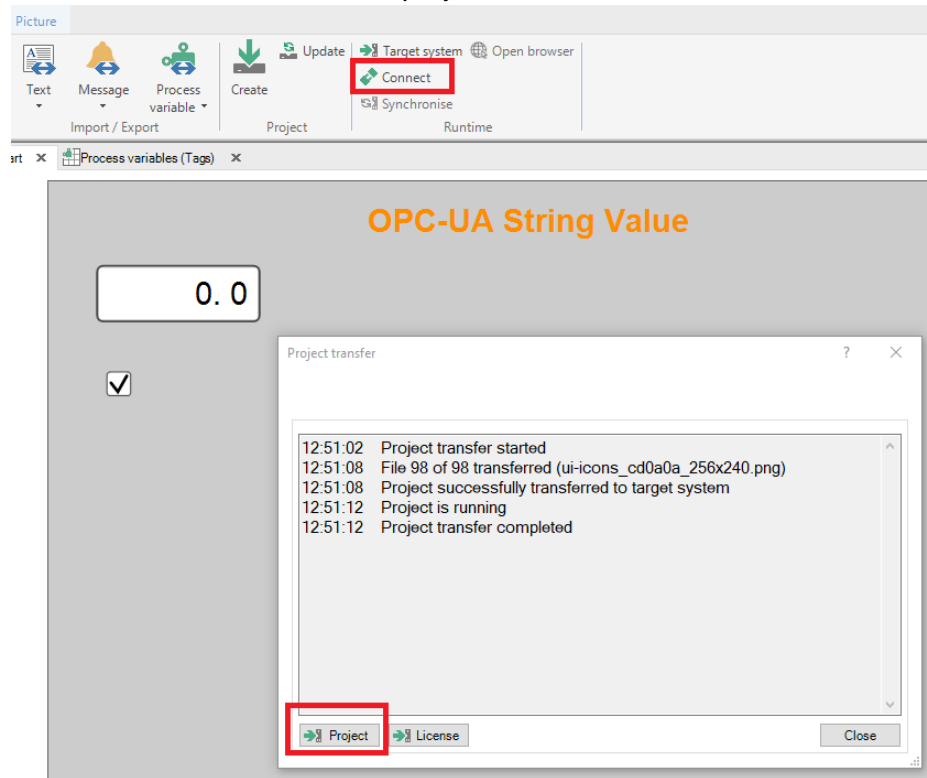 Picture
Update Target system Open browser
Connect
Text Message Process variable Create
Synchronise
Import / Export Project Runtime
art Process variables (Tags)
OPC-UA String Value
0. 0
Project transfer ?
12:51:02 Project transfer started
12:51:08 File 98 of 98 transferred (ui-icons_cd0a0a_256x240.png)
12:51:08 Project successfully transferred to target system
12:51:12 Project is running
12:51:12 Project transfer completed
Project License Close